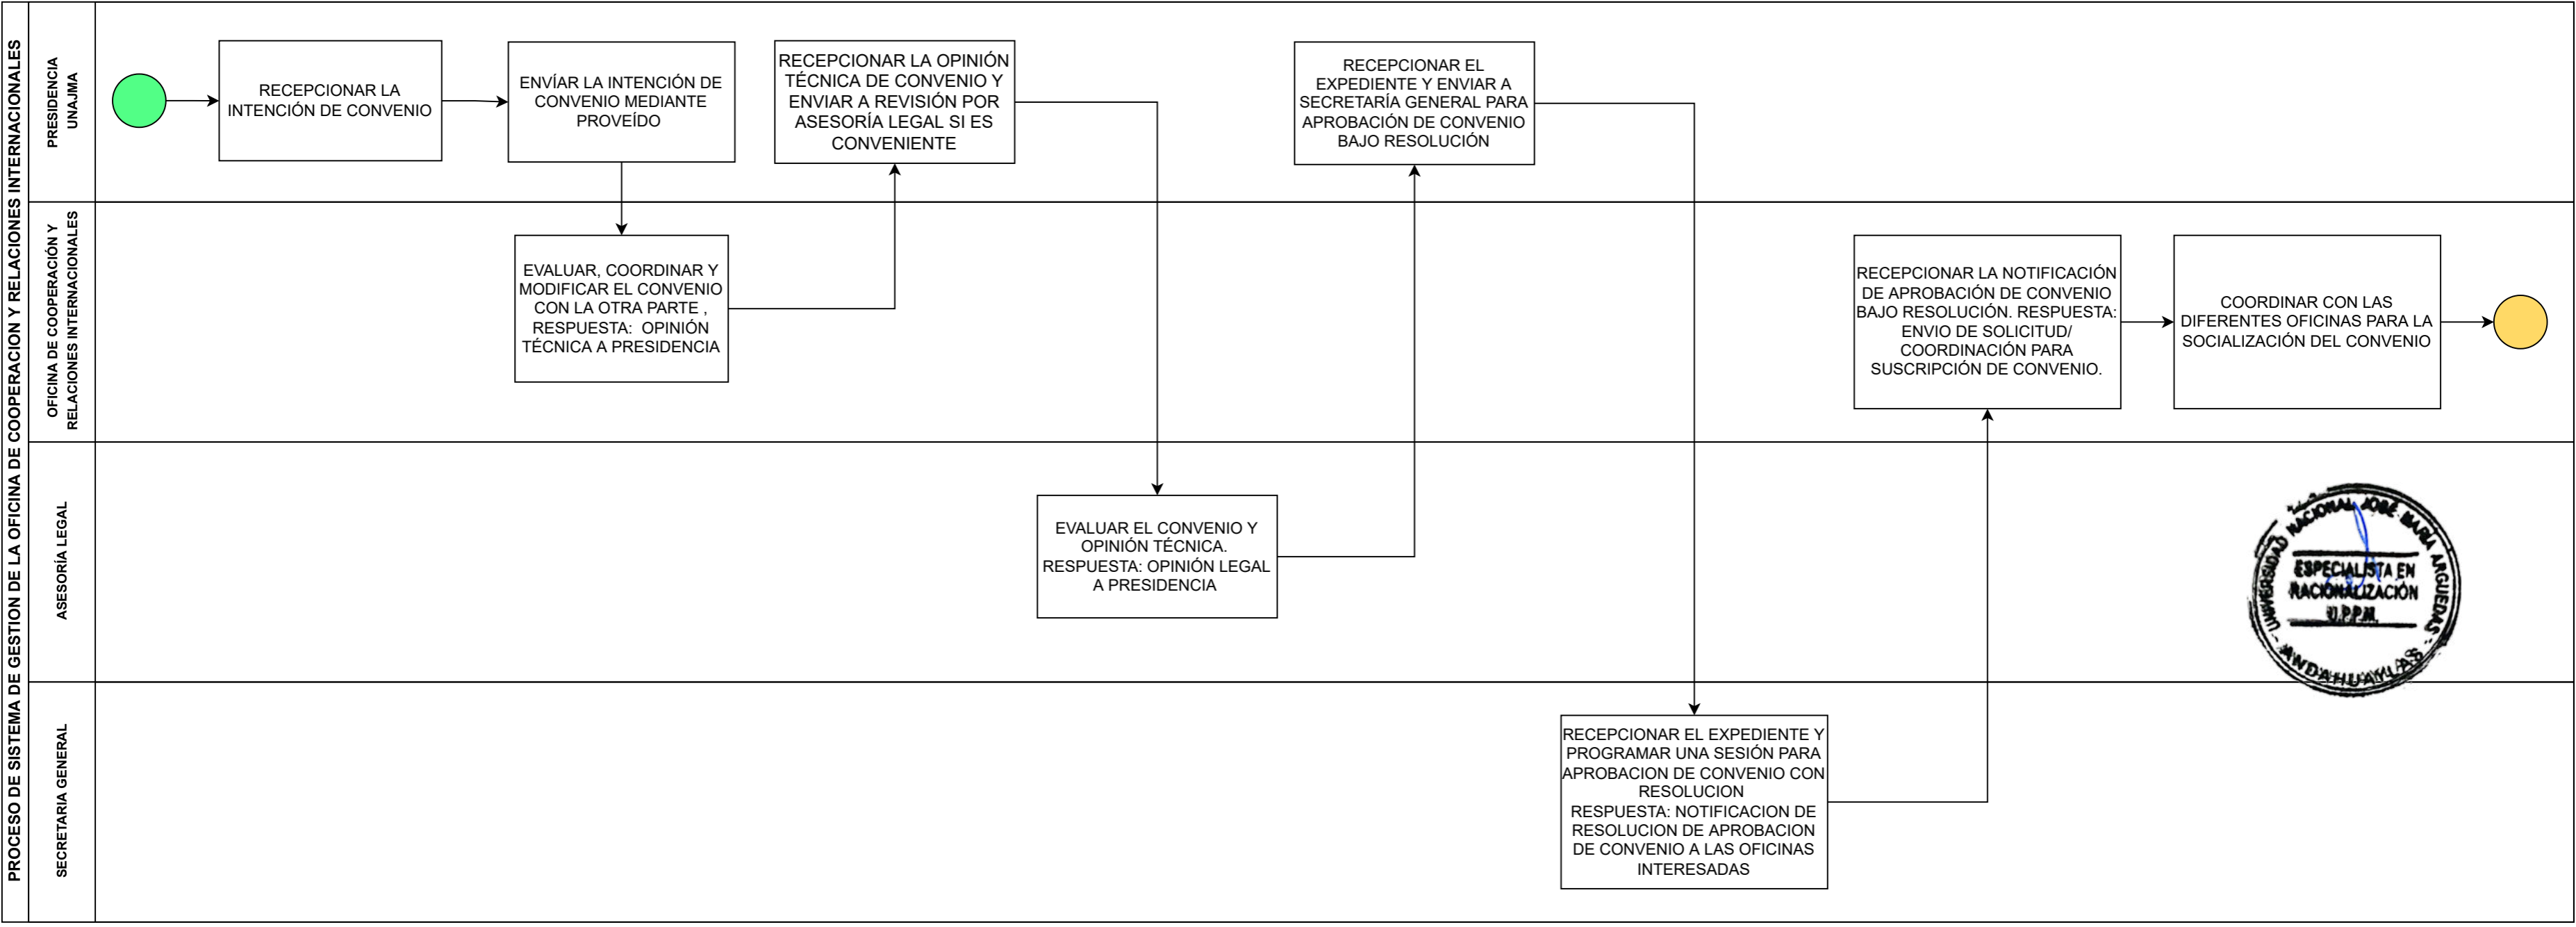 PROCESO DE SISTEMA DE GESTION DE LA OFICINA DE COOPERACION Y RELACIONES INTERNACIONALES
PRESIDENCIA
UNAJMA
RECEPCIONAR LA
INTENCIÓN DE CONVENIO
ENVÍAR LA INTENCIÓN DE
CONVENIO MEDIANTE
PROVEÍDO
RECEPCIONAR LA OPINIÓN
TÉCNICA DE CONVENIO Y
ENVIAR A REVISIÓN POR
ASESORÍA LEGAL SI ES
CONVENIENTE
RECEPCIONAR EL
EXPEDIENTE Y ENVIAR A
SECRETARÍA GENERAL PARA
APROBACIÓN DE CONVENIO
BAJO RESOLUCIÓN
OFICINA DE COOPERACIÓN Y
RELACIONES INTERNACIONALES
EVALUAR, COORDINAR Y
MODIFICAR EL CONVENIO
CON LA OTRA PARTE ,
RESPUESTA:  OPINIÓN
TÉCNICA A PRESIDENCIA
RECEPCIONAR LA NOTIFICACIÓN
DE APROBACIÓN DE CONVENIO
BAJO RESOLUCIÓN. RESPUESTA:
ENVIO DE SOLICITUD/
COORDINACIÓN PARA
SUSCRIPCIÓN DE CONVENIO.
COORDINAR CON LAS
DIFERENTES OFICINAS PARA LA
SOCIALIZACIÓN DEL CONVENIO
ASESORÍA LEGAL
EVALUAR EL CONVENIO Y
OPINIÓN TÉCNICA.
RESPUESTA: OPINIÓN LEGAL
A PRESIDENCIA
UNIVERSIDAD NACIONAL JOSÉ MARÍA ARGUEDAS
ESPECIALISTA EN
RACIONALIZACIÓN
U.P.P.M.
- ANDAHUAYLAS -
SECRETARIA GENERAL
RECEPCIONAR EL EXPEDIENTE Y
PROGRAMAR UNA SESIÓN PARA
APROBACION DE CONVENIO CON
RESOLUCION
RESPUESTA: NOTIFICACION DE
RESOLUCION DE APROBACION
DE CONVENIO A LAS OFICINAS
INTERESADAS